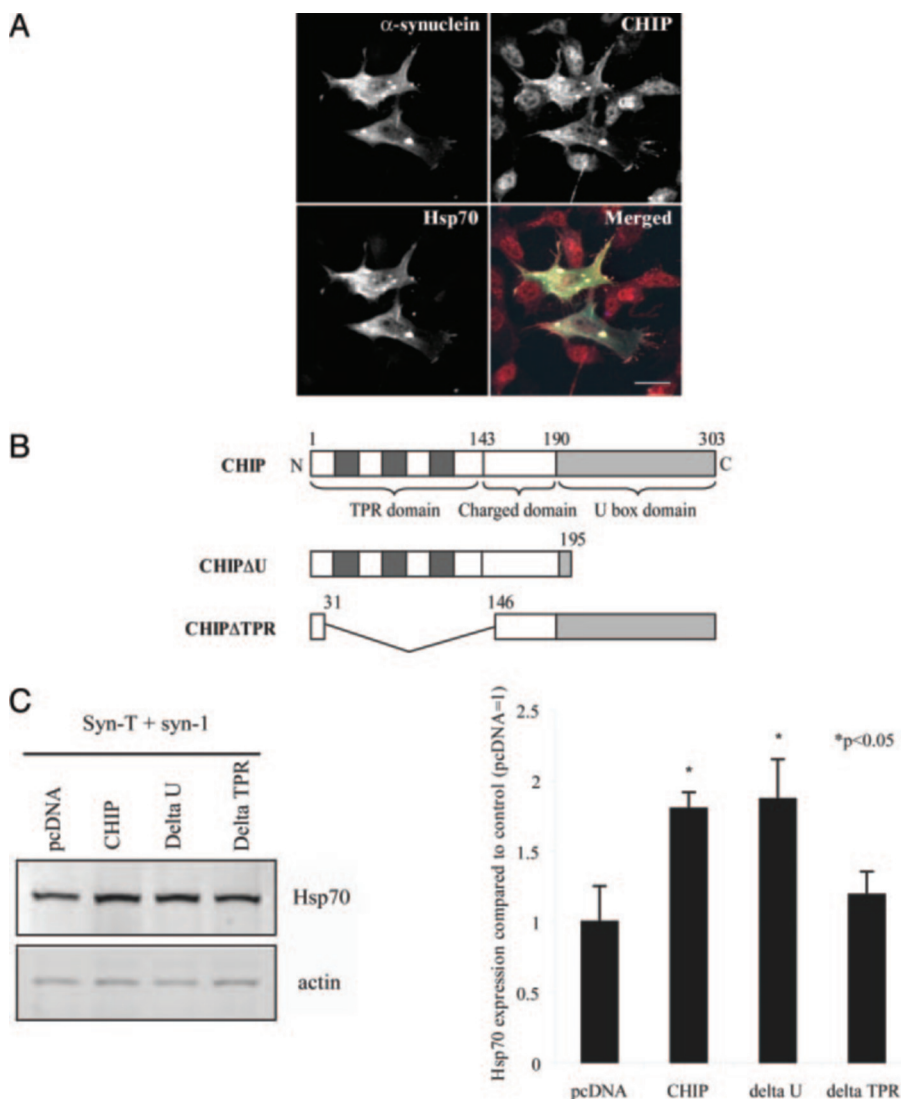 A
α-synuclein
CHIP
Hsp70
Merged
B
1 143 190 303
CHIP N C
TPR domain Charged domain U box domain
195
CHIPΔU
31 146
CHIPΔTPR
C
Syn-T + syn-1
pcDNA
CHIP
Delta U
Delta TPR
Hsp70
actin
Hsp70 expression compared to control (pcDNA=1)
2.5
2
1.5
1
0.5
0
*
*
*p<0.05
pcDNA CHIP delta U delta TPR